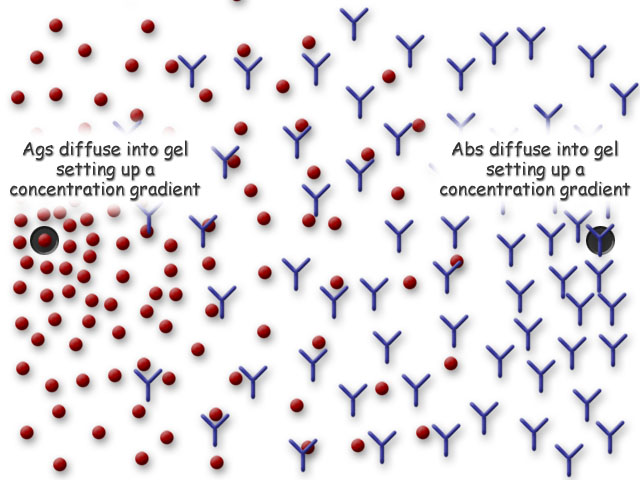 Ags diffuse into gel
setting up a
concentration gradient
Abs diffuse into gel
setting up a
concentration gradient